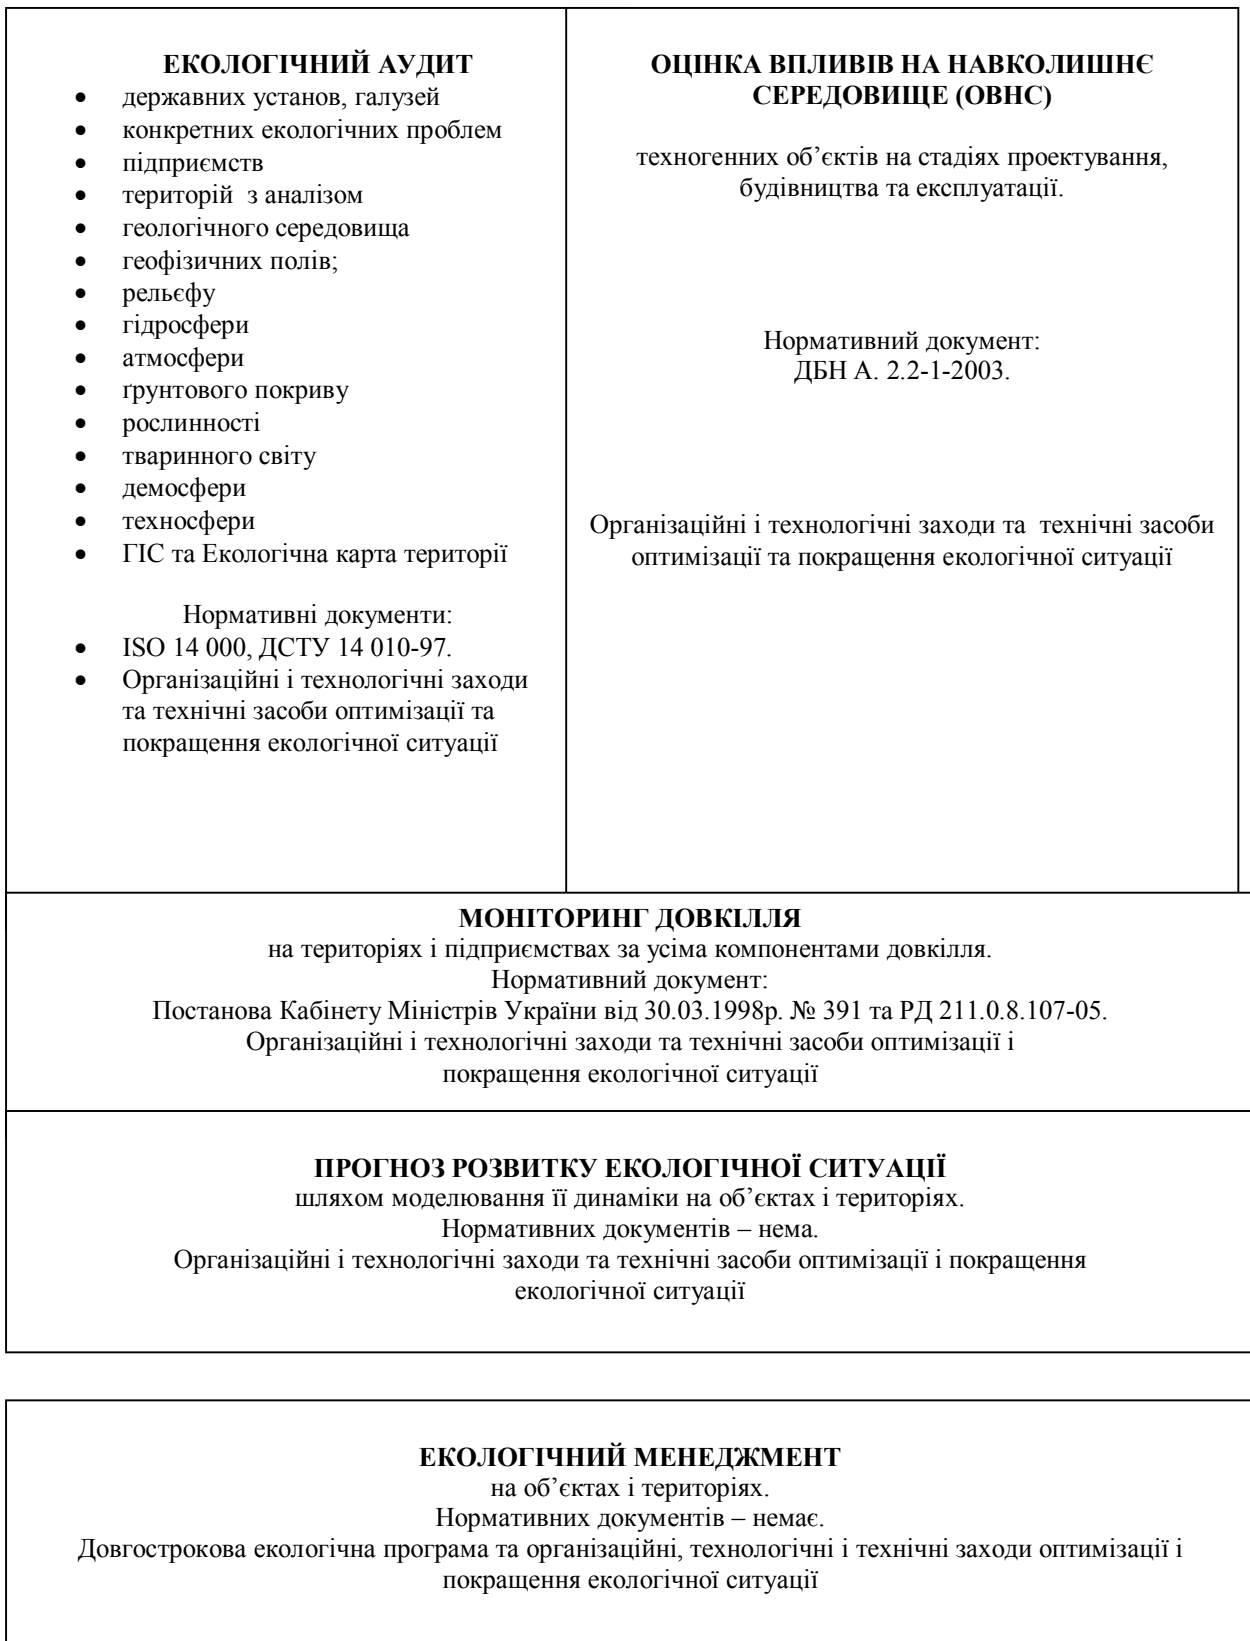 ЕКОЛОГІЧНИЙ АУДИТ
• державних установ, галузей
• конкретних екологічних проблем
• підприємств
• територій з аналізом
• геологічного середовища
• геофізичних полів;
• рельєфу
• гідросфери
• атмосфери
• ґрунтового покриву
• рослинності
• тваринного світу
• демосфери
• техносфери
• ГІС та Екологічна карта території
Нормативні документи:
• ISO 14 000, ДСТУ 14 010-97.
• Організаційні і технологічні заходи
та технічні засоби оптимізації та
покращення екологічної ситуації
ОЦІНКА ВПЛИВІВ НА НАВКОЛИШНЄ
СЕРЕДОВИЩЕ (ОВНС)
техногенних об’єктів на стадіях проектування,
будівництва та експлуатації.
Нормативний документ:
ДБН А. 2.2-1-2003.
Організаційні і технологічні заходи та технічні засоби
оптимізації та покращення екологічної ситуації
МОНІТОРИНГ ДОВКІЛЛЯ
на територіях і підприємствах за усіма компонентами довкілля.
Нормативний документ:
Постанова Кабінету Міністрів України від 30.03.1998р. № 391 та РД 211.0.8.107-05.
Організаційні і технологічні заходи та технічні засоби оптимізації і
покращення екологічної ситуації
ПРОГНОЗ РОЗВИТКУ ЕКОЛОГІЧНОЇ СИТУАЦІЇ
шляхом моделювання її динаміки на об’єктах і територіях.
Нормативних документів – нема.
Організаційні і технологічні заходи та технічні засоби оптимізації і покращення
екологічної ситуації
ЕКОЛОГІЧНИЙ МЕНЕДЖМЕНТ
на об’єктах і територіях.
Нормативних документів – немає.
Довгострокова екологічна програма та організаційні, технологічні і технічні заходи оптимізації і
покращення екологічної ситуації